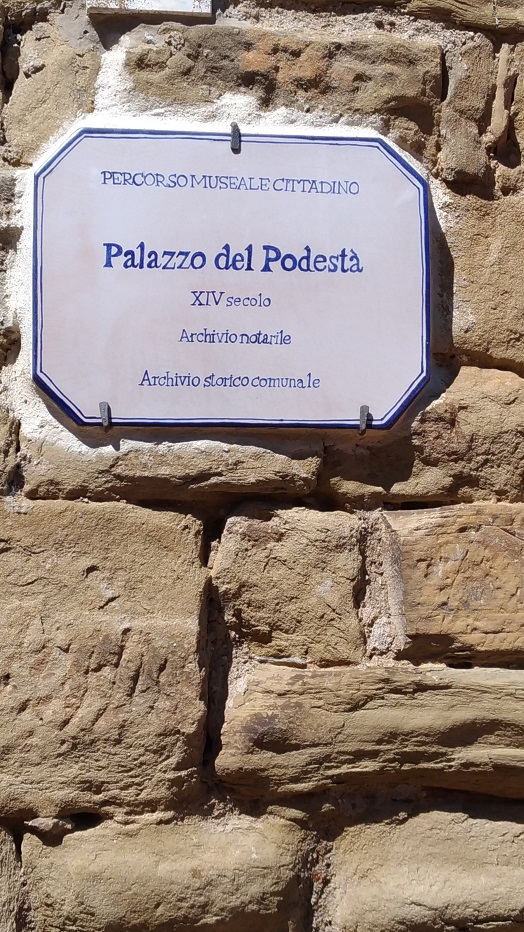 PERCORSO MUSEALE CITTADINO
Palazzo del Podestà
XIV secolo
Archivio notarile
Archivio storico comunale